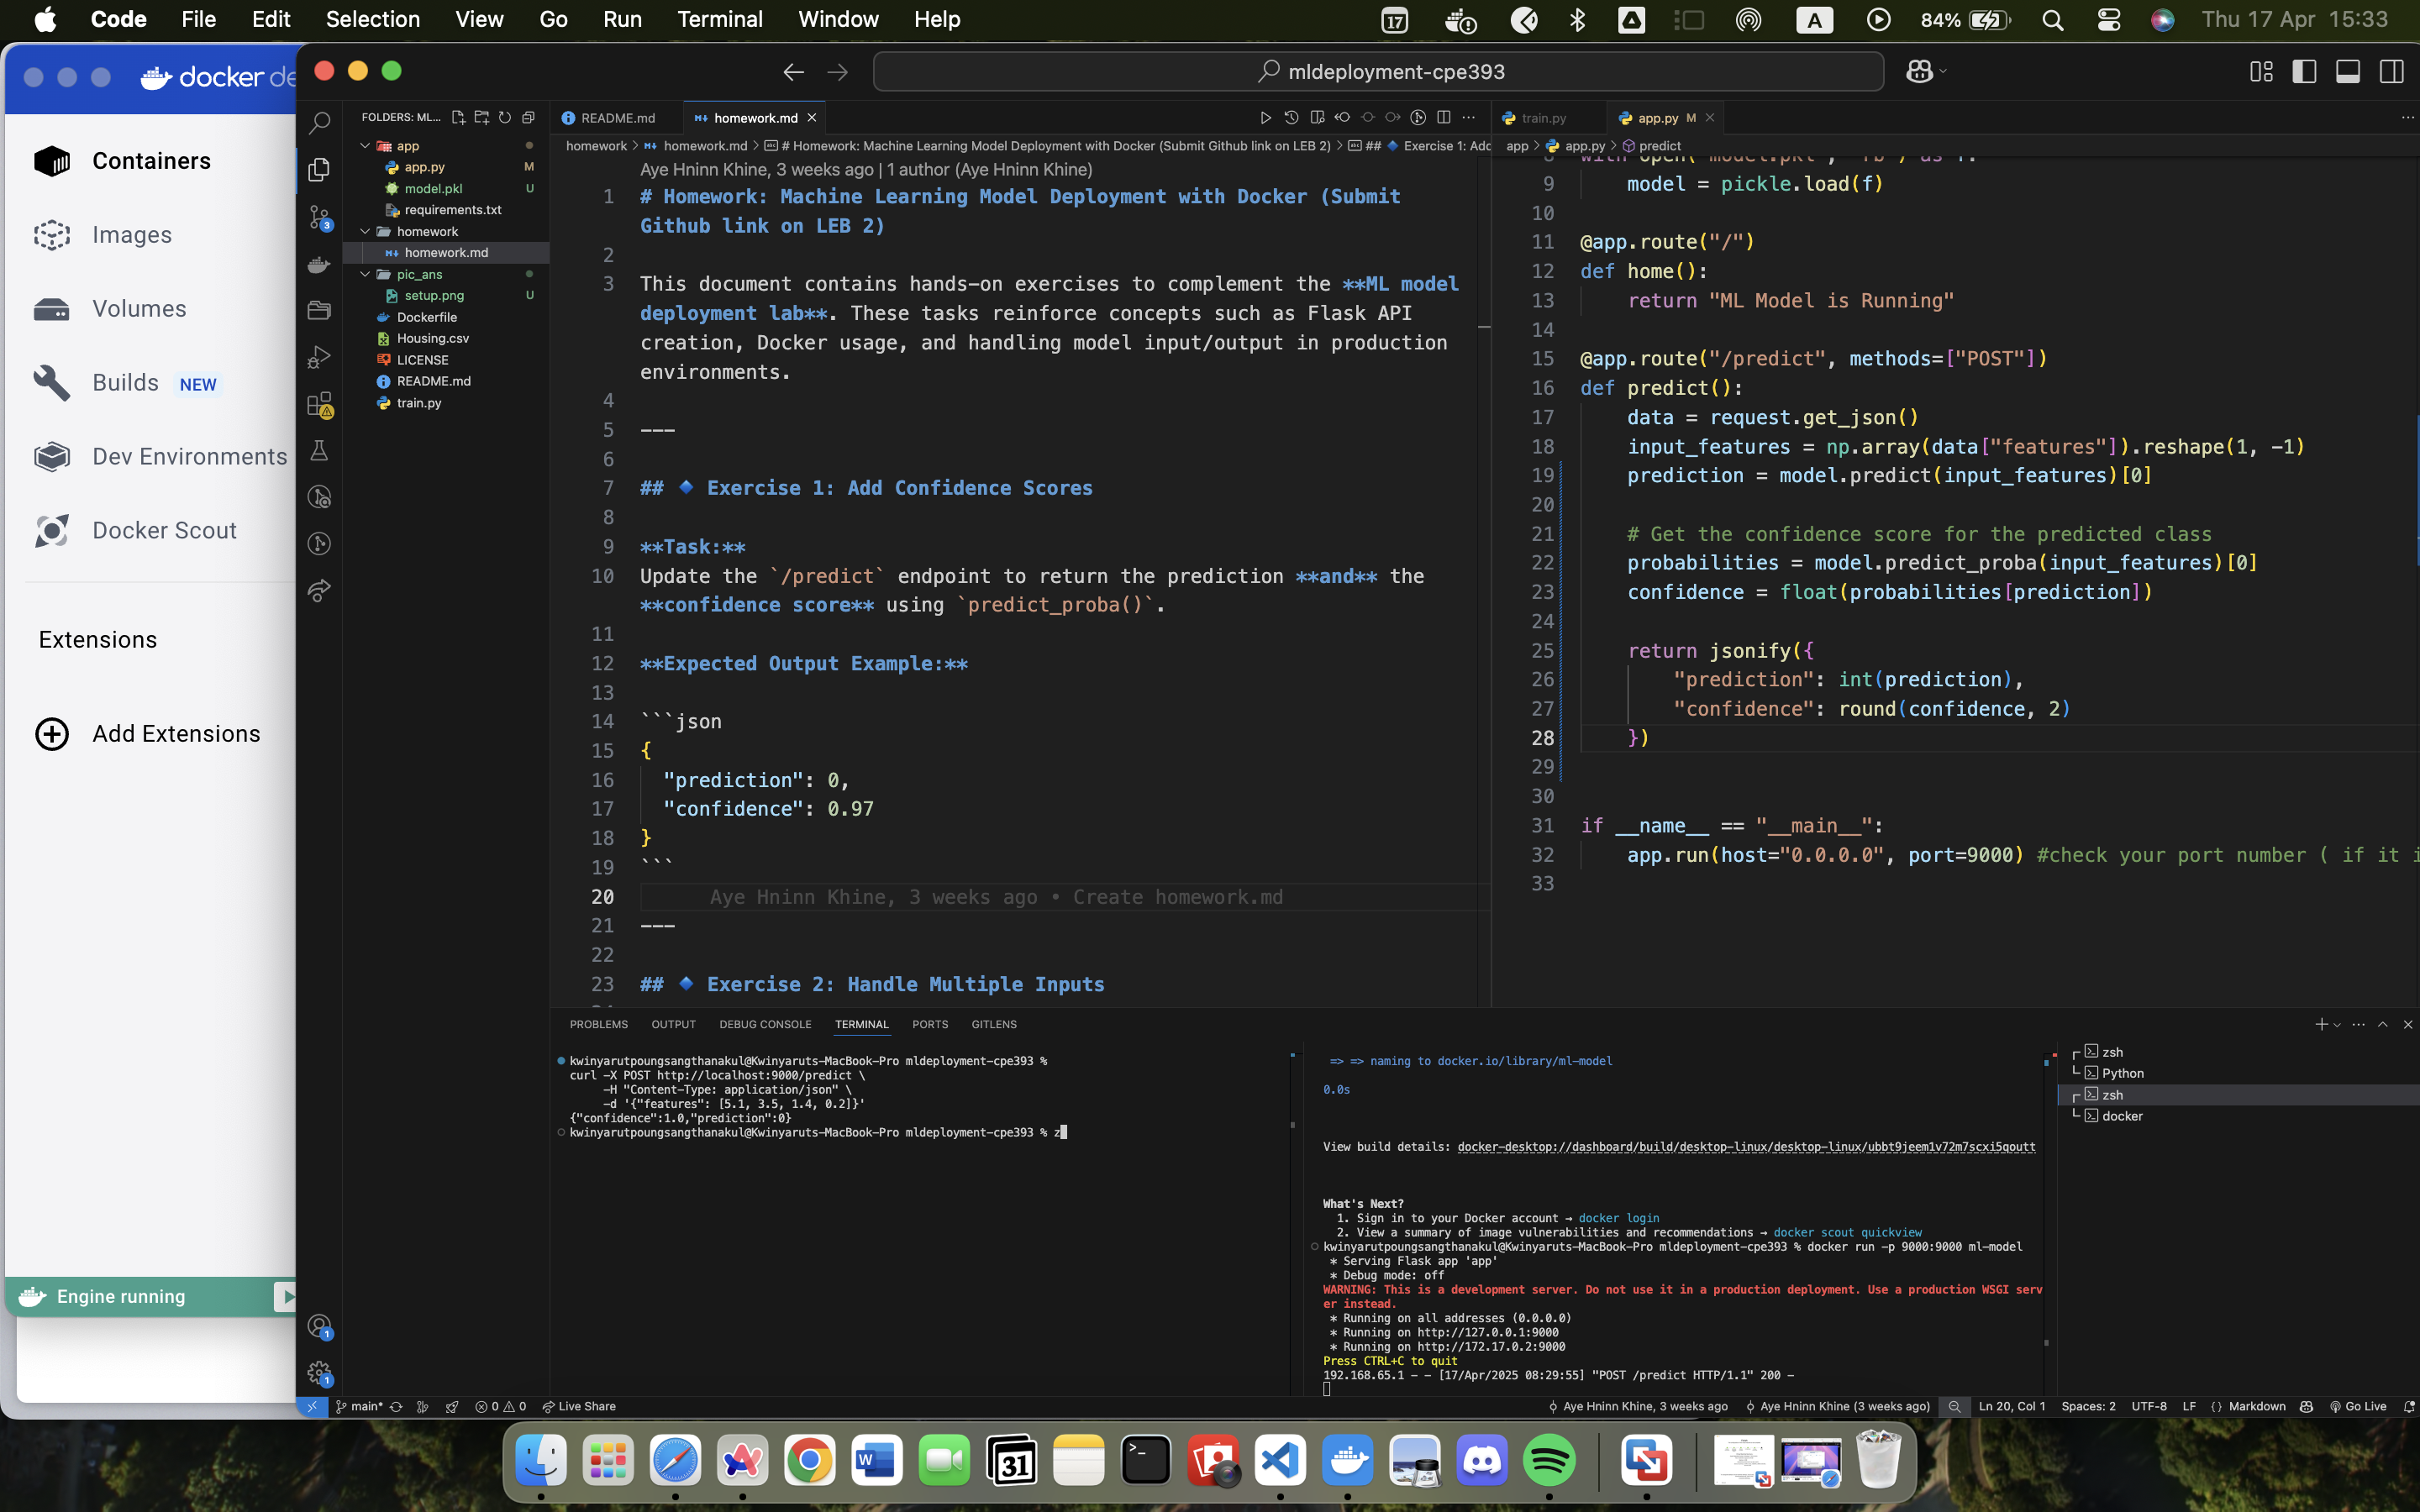 Code File Edit Selection View Go Run Terminal Window Help
17 A 84% Thu 17 Apr 15:33
docker de
Containers
Images
Volumes
Builds NEW
Dev Environments
Docker Scout
Extensions
Add Extensions
Engine running
mldeployment-cpe393
FOLDERS: ML...
app
app.py M
model.pkl U
requirements.txt
homework
homework.md
pic_ans
setup.png U
Dockerfile
Housing.csv
LICENSE
README.md
train.py
3
1
1
README.md homework.md
homework > homework.md > # Homework: Machine Learning Model Deployment with Docker (Submit Github link on LEB 2) > ## 🔹 Exercise 1: Add
Aye Hninn Khine, 3 weeks ago | 1 author (Aye Hninn Khine)
1 # Homework: Machine Learning Model Deployment with Docker (Submit
Github link on LEB 2)
2
3 This document contains hands-on exercises to complement the **ML model
deployment lab**. These tasks reinforce concepts such as Flask API
creation, Docker usage, and handling model input/output in production
environments.
4
5 ---
6
7 ## 🔹 Exercise 1: Add Confidence Scores
8
9 **Task:**
10 Update the `/predict` endpoint to return the prediction **and** the
**confidence score** using `predict_proba()`.
11
12 **Expected Output Example:**
13
14 ```json
15 {
16 "prediction": 0,
17 "confidence": 0.97
18 }
19 ```
20 Aye Hninn Khine, 3 weeks ago • Create homework.md
21 ---
22
23 ## 🔹 Exercise 2: Handle Multiple Inputs
train.py app.py M
app > app.py > predict
8 with open("model.pkl", "rb") as f:
9 model = pickle.load(f)
10
11 @app.route("/")
12 def home():
13 return "ML Model is Running"
14
15 @app.route("/predict", methods=["POST"])
16 def predict():
17 data = request.get_json()
18 input_features = np.array(data["features"]).reshape(1, -1)
19 prediction = model.predict(input_features)[0]
20
21 # Get the confidence score for the predicted class
22 probabilities = model.predict_proba(input_features)[0]
23 confidence = float(probabilities[prediction])
24
25 return jsonify({
26 "prediction": int(prediction),
27 "confidence": round(confidence, 2)
28 })
29
30
31 if __name__ == "__main__":
32 app.run(host="0.0.0.0", port=9000) #check your port number ( if it i
33
PROBLEMS OUTPUT DEBUG CONSOLE TERMINAL PORTS GITLENS
kwinyarutpoungsangthanakul@Kwinyaruts-MacBook-Pro mldeployment-cpe393 %
curl -X POST http://localhost:9000/predict \
-H "Content-Type: application/json" \
-d '{"features": [5.1, 3.5, 1.4, 0.2]}'
{"confidence":1.0,"prediction":0}
kwinyarutpoungsangthanakul@Kwinyaruts-MacBook-Pro mldeployment-cpe393 % z
=> => naming to docker.io/library/ml-model
0.0s
View build details: docker-desktop://dashboard/build/desktop-linux/desktop-linux/ubbt9jeem1v72m7scxi5qoutt
What's Next?
1. Sign in to your Docker account → docker login
2. View a summary of image vulnerabilities and recommendations → docker scout quickview
kwinyarutpoungsangthanakul@Kwinyaruts-MacBook-Pro mldeployment-cpe393 % docker run -p 9000:9000 ml-model
* Serving Flask app 'app'
* Debug mode: off
WARNING: This is a development server. Do not use it in a production deployment. Use a production WSGI serv
er instead.
* Running on all addresses (0.0.0.0)
* Running on http://127.0.0.1:9000
* Running on http://172.17.0.2:9000
Press CTRL+C to quit
192.168.65.1 - - [17/Apr/2025 08:29:55] "POST /predict HTTP/1.1" 200 -
zsh
Python
zsh
docker
main* 0 0 Live Share
Aye Hninn Khine, 3 weeks ago Aye Hninn Khine (3 weeks ago) Ln 20, Col 1 Spaces: 2 UTF-8 LF {} Markdown Go Live
W
31